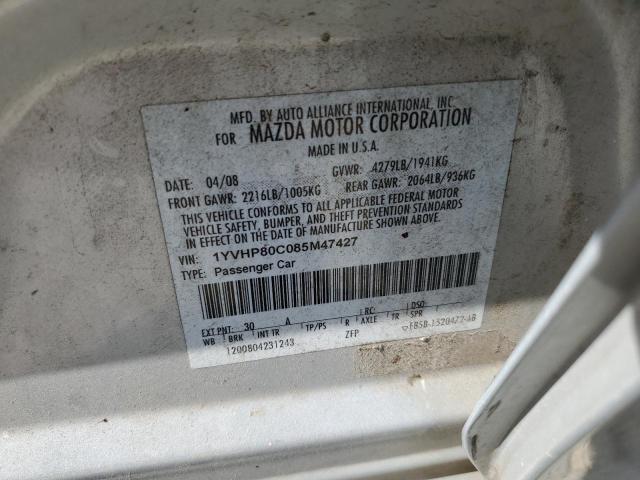 MFD. BY AUTO ALLIANCE INTERNATIONAL, INC.
FOR MAZDA MOTOR CORPORATION
MADE IN U.S.A.
DATE: 04/08 GVWR: 4279LB/1941KG
FRONT GAWR: 2216LB/1005KG REAR GAWR: 2064LB/936KG
THIS VEHICLE CONFORMS TO ALL APPLICABLE FEDERAL MOTOR
VEHICLE SAFETY, BUMPER, AND THEFT PREVENTION STANDARDS
IN EFFECT ON THE DATE OF MANUFACTURE SHOWN ABOVE.
VIN: 1YVHP80C085M47427
TYPE: Passenger Car
EXT PNT: 30 A RC: DSO:
WB BRK INT TR TP/PS R AXLE TR SPR
1200804231243 ZFP